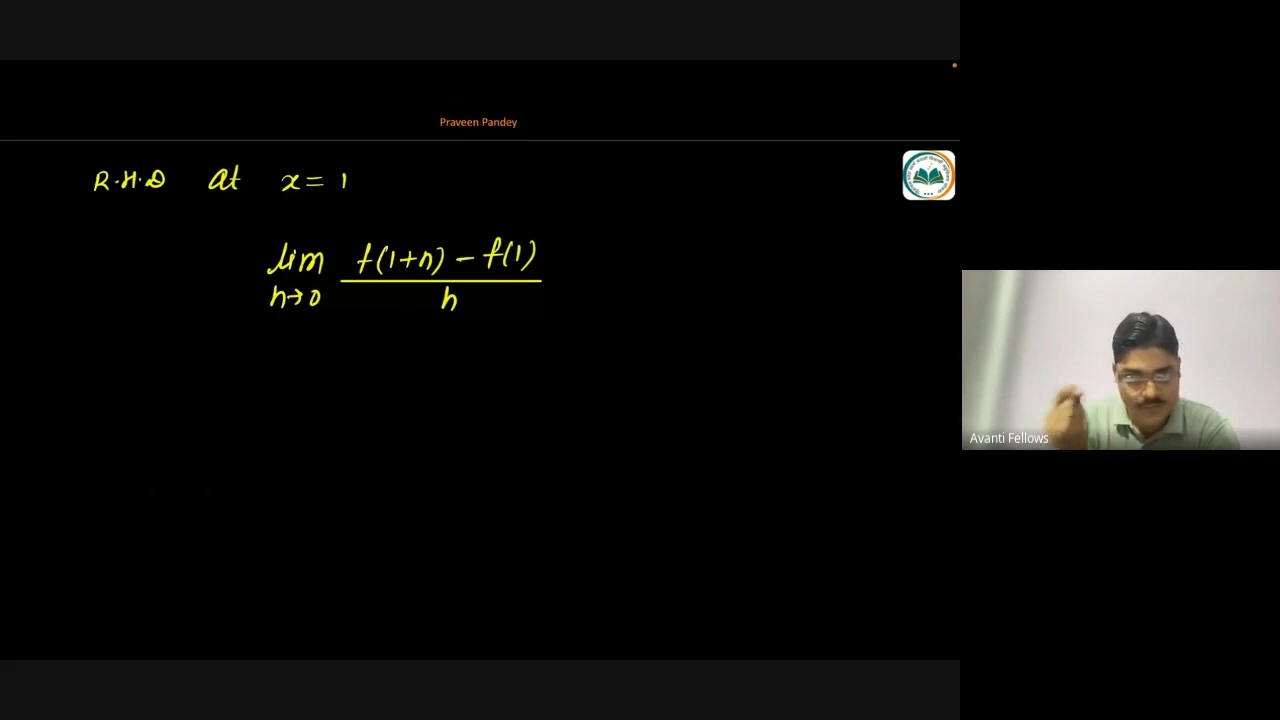 Praveen Pandey
R.H.D at x = 1
lim f(1+h) - f(1)
h→0 h
Avanti Fellows